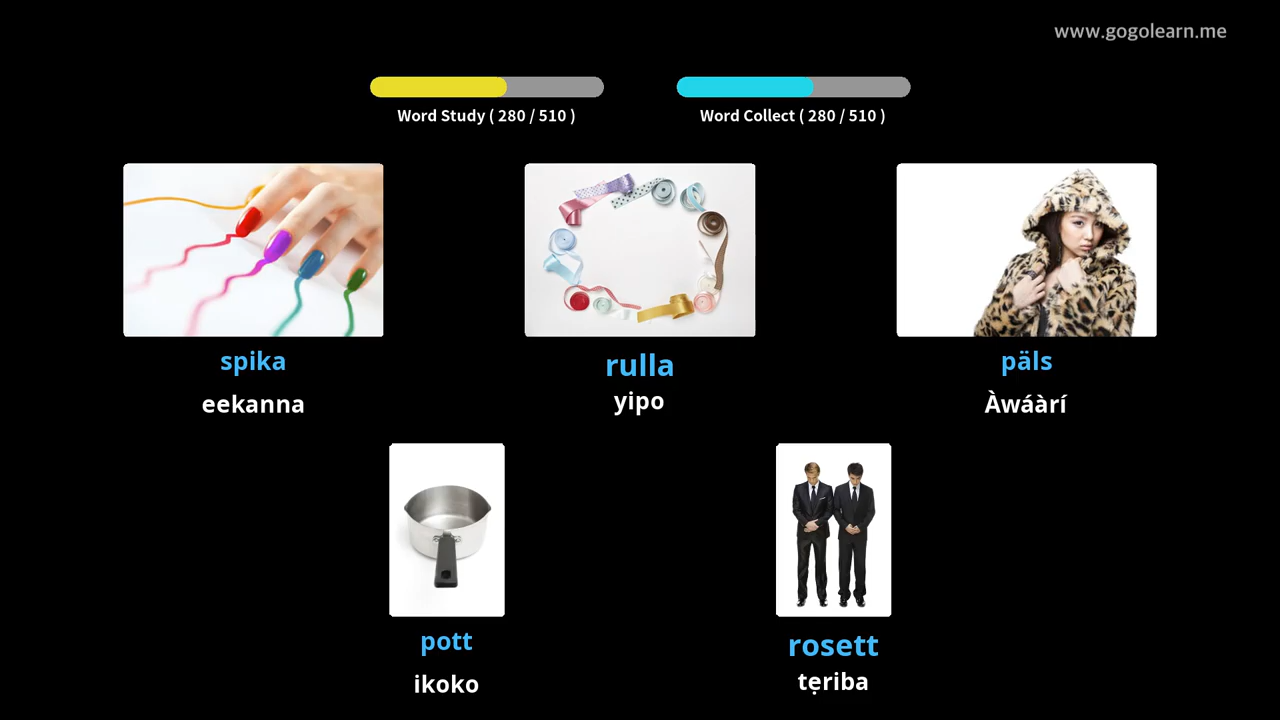 www.gogolearn.me
Word Study ( 280 / 510 )
Word Collect ( 280 / 510 )
spika
rulla
päls
eekanna
yipo
Àwáàrí
pott
rosett
ikoko
tẹriba